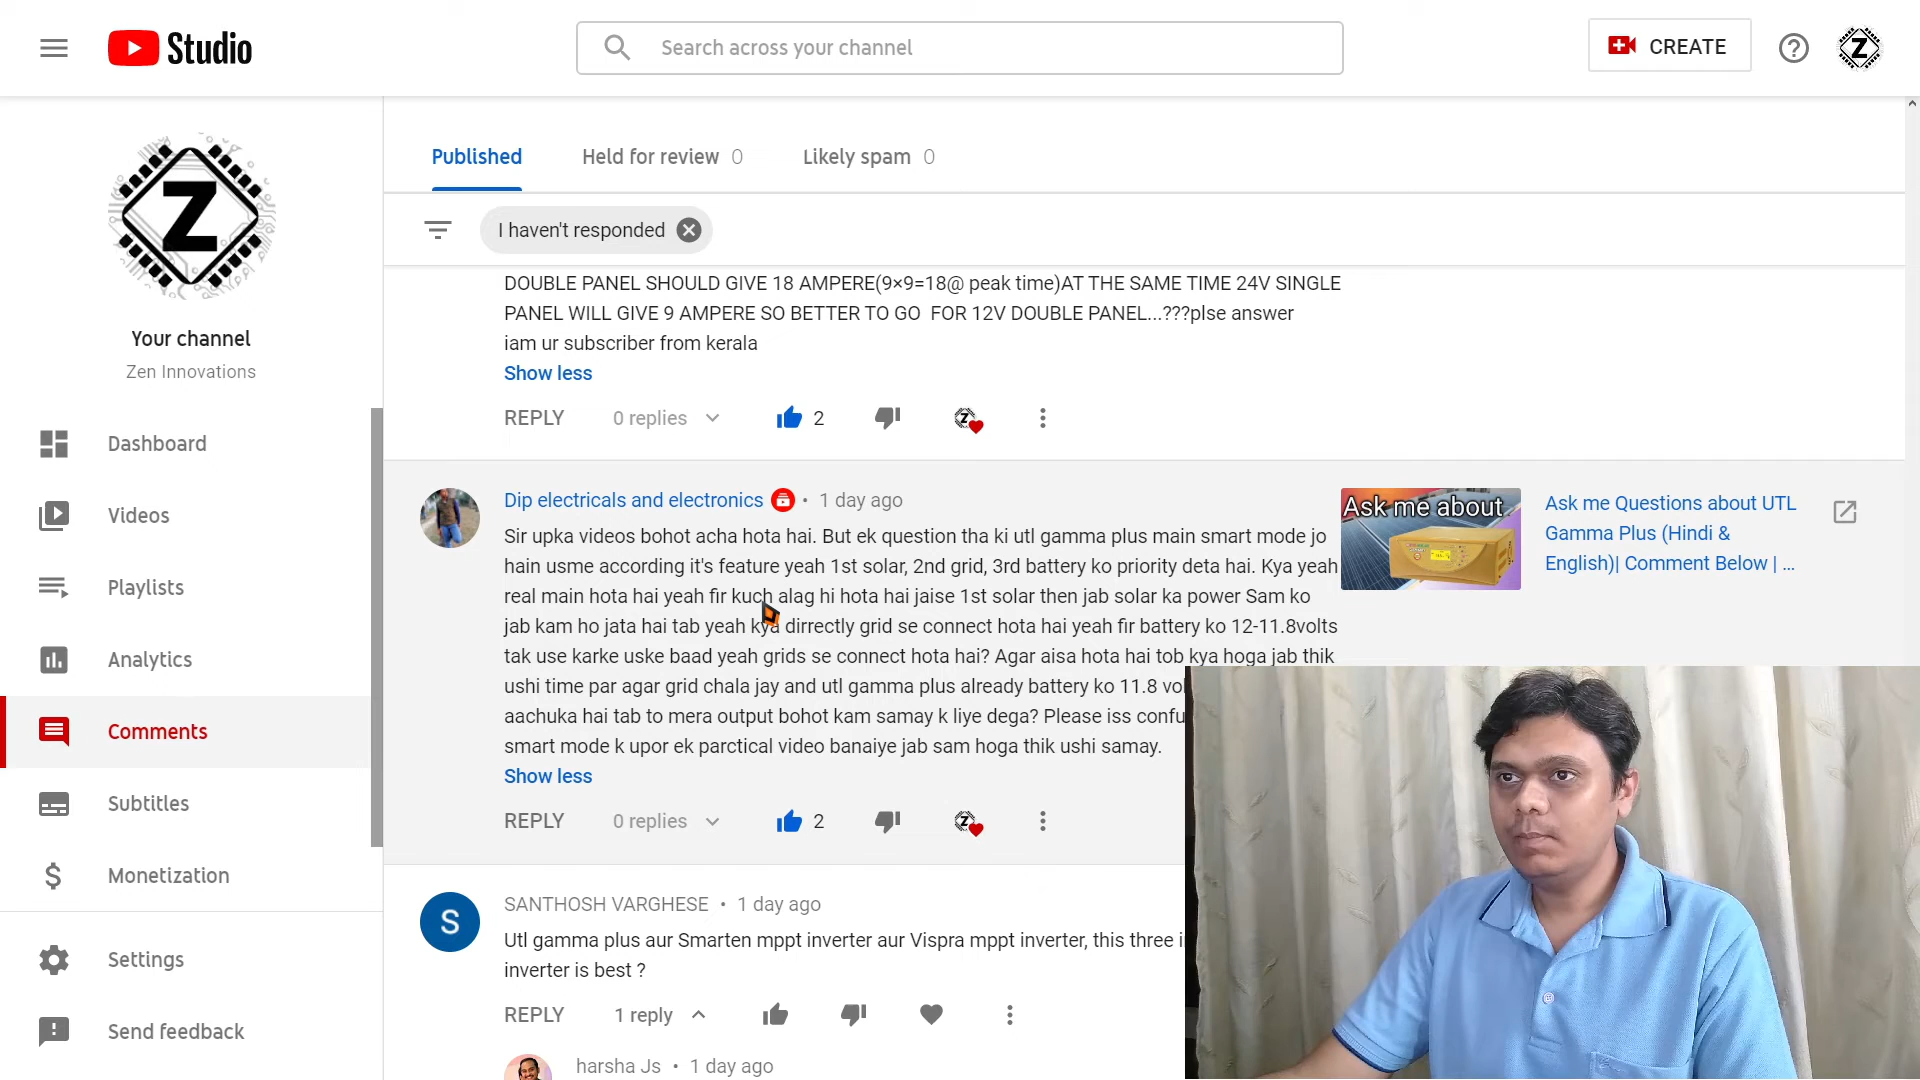 Studio
Search across your channel
CREATE
Your channel
Zen Innovations
Dashboard
Videos
Playlists
Analytics
Comments
Subtitles
Monetization
Settings
Send feedback
Published
Held for review 0
Likely spam 0
I haven't responded
DOUBLE PANEL SHOULD GIVE 18 AMPERE(9×9=18@ peak time)AT THE SAME TIME 24V SINGLE
PANEL WILL GIVE 9 AMPERE SO BETTER TO GO FOR 12V DOUBLE PANEL...???plse answer
iam ur subscriber from kerala
Show less
REPLY 0 replies 2
Dip electricals and electronics • 1 day ago
Sir upka videos bohot acha hota hai. But ek question tha ki utl gamma plus main smart mode jo
hain usme according it's feature yeah 1st solar, 2nd grid, 3rd battery ko priority deta hai. Kya yeah
real main hota hai yeah fir kuch alag hi hota hai jaise 1st solar then jab solar ka power Sam ko
jab kam ho jata hai tab yeah kya dirrectly grid se connect hota hai yeah fir battery ko 12-11.8volts
tak use karke uske baad yeah grids se connect hota hai? Agar aisa hota hai tob kya hoga jab thik
ushi time par agar grid chala jay and utl gamma plus already battery ko 11.8
aachuka hai tab to mera output bohot kam samay k liye dega? Please iss
smart mode k upor ek parctical video banaiye jab sam hoga thik ushi samay.
Show less
REPLY 0 replies 2
Ask me about
Ask me Questions about UTL
Gamma Plus (Hindi &
English)| Comment Below | ...
S
SANTHOSH VARGHESE • 1 day ago
Utl gamma plus aur Smarten mppt inverter aur Vispra mppt inverter, this three
inverter is best ?
REPLY 1 reply
harsha Js • 1 day ago